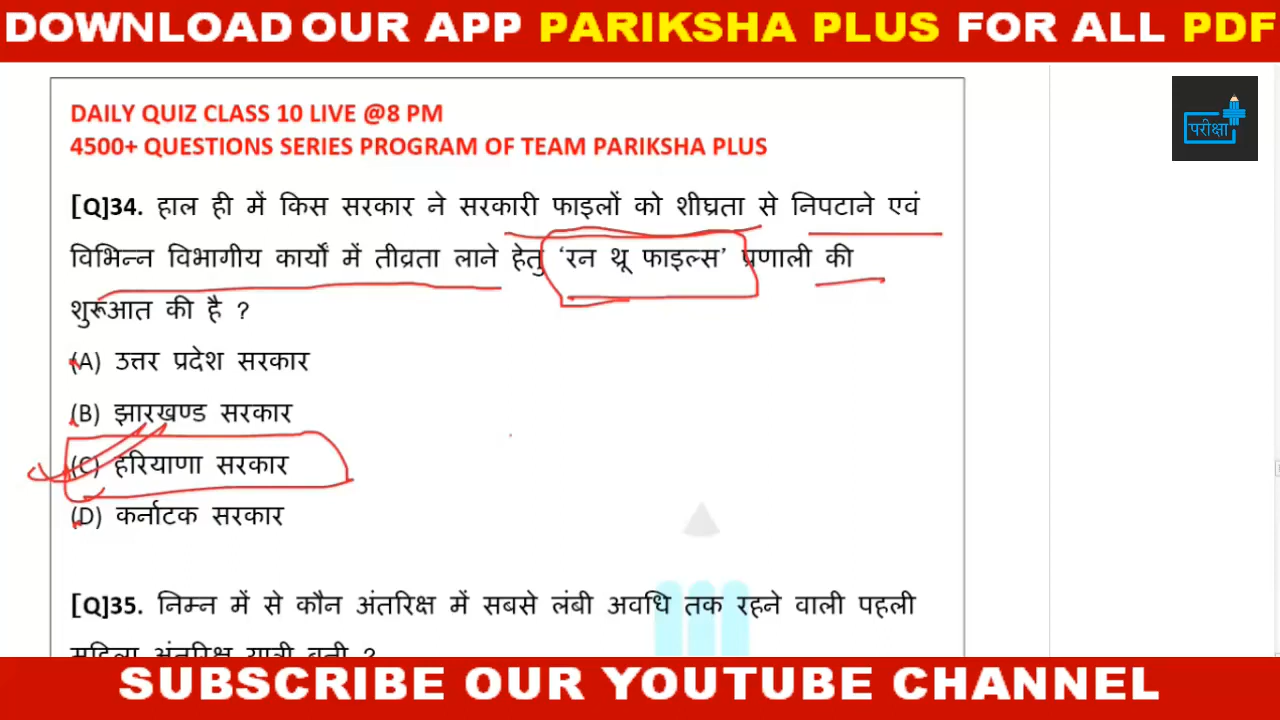 DOWNLOAD OUR APP PARIKSHA PLUS FOR ALL PDF
परीक्षा
DAILY QUIZ CLASS 10 LIVE @8 PM
4500+ QUESTIONS SERIES PROGRAM OF TEAM PARIKSHA PLUS
[Q]34. हाल ही में किस सरकार ने सरकारी फाइलों को शीघ्रता से निपटाने एवं
विभिन्न विभागीय कार्यों में तीव्रता लाने हेतु ‘रन थ्रू फाइल्स’ प्रणाली की
शुरूआत की है ?
(A) उत्तर प्रदेश सरकार
(B) झारखण्ड सरकार
(C) हरियाणा सरकार
(D) कर्नाटक सरकार
[Q]35. निम्न में से कौन अंतरिक्ष में सबसे लंबी अवधि तक रहने वाली पहली
महिला अंतरिक्ष यात्री बनी ?
SUBSCRIBE OUR YOUTUBE CHANNEL